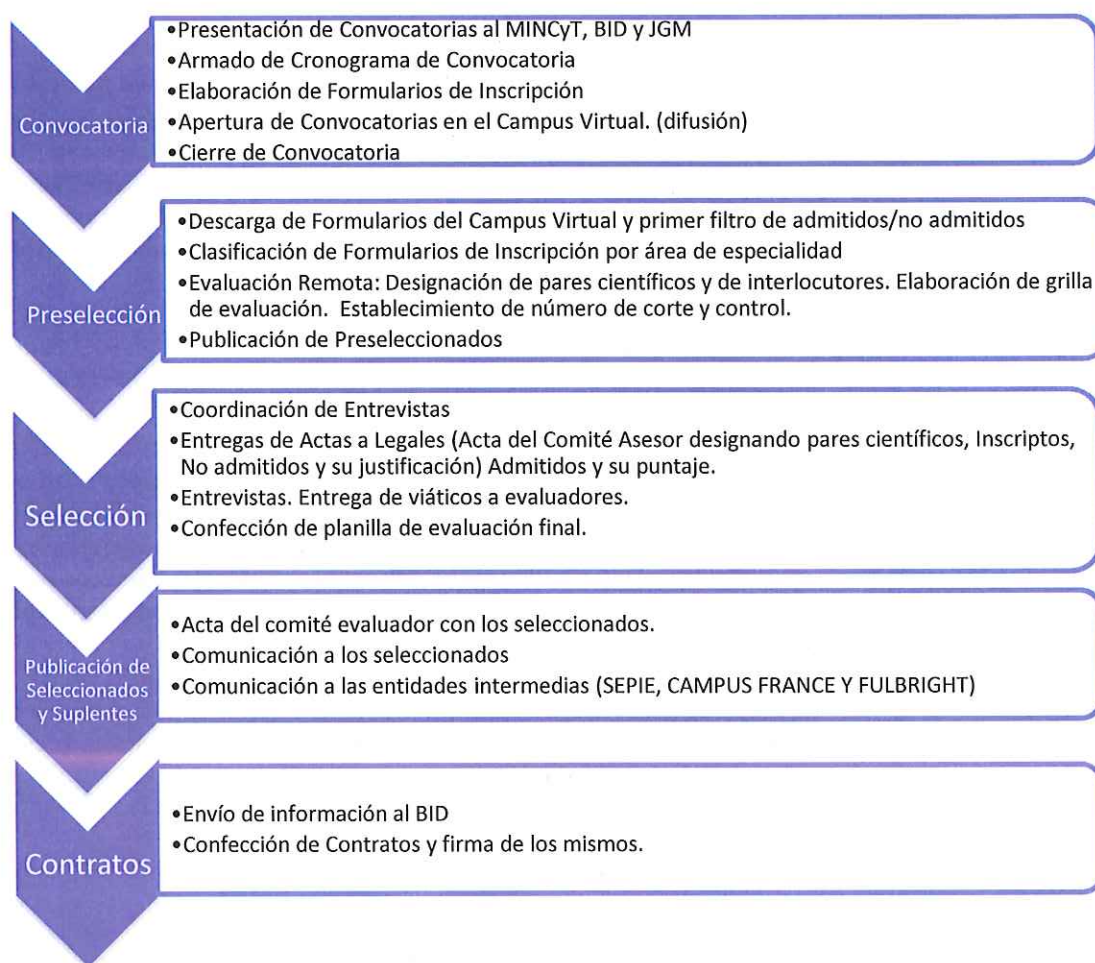 Convocatoria
•Presentación de Convocatorias al MINCyT, BID y JGM
•Armado de Cronograma de Convocatoria
•Elaboración de Formularios de Inscripción
•Apertura de Convocatorias en el Campus Virtual. (difusión)
•Cierre de Convocatoria
Preselección
•Descarga de Formularios del Campus Virtual y primer filtro de admitidos/no admitidos
•Clasificación de Formularios de Inscripción por área de especialidad
•Evaluación Remota: Designación de pares científicos y de interlocutores. Elaboración de grilla
de evaluación. Establecimiento de número de corte y control.
•Publicación de Preseleccionados
Selección
•Coordinación de Entrevistas
•Entregas de Actas a Legales (Acta del Comité Asesor designando pares científicos, Inscriptos,
No admitidos y su justificación) Admitidos y su puntaje.
•Entrevistas. Entrega de viáticos a evaluadores.
•Confección de planilla de evaluación final.
Publicación de
Seleccionados
y Suplentes
•Acta del comité evaluador con los seleccionados.
•Comunicación a los seleccionados
•Comunicación a las entidades intermedias (SEPIE, CAMPUS FRANCE Y FULBRIGHT)
Contratos
•Envío de información al BID
•Confección de Contratos y firma de los mismos.